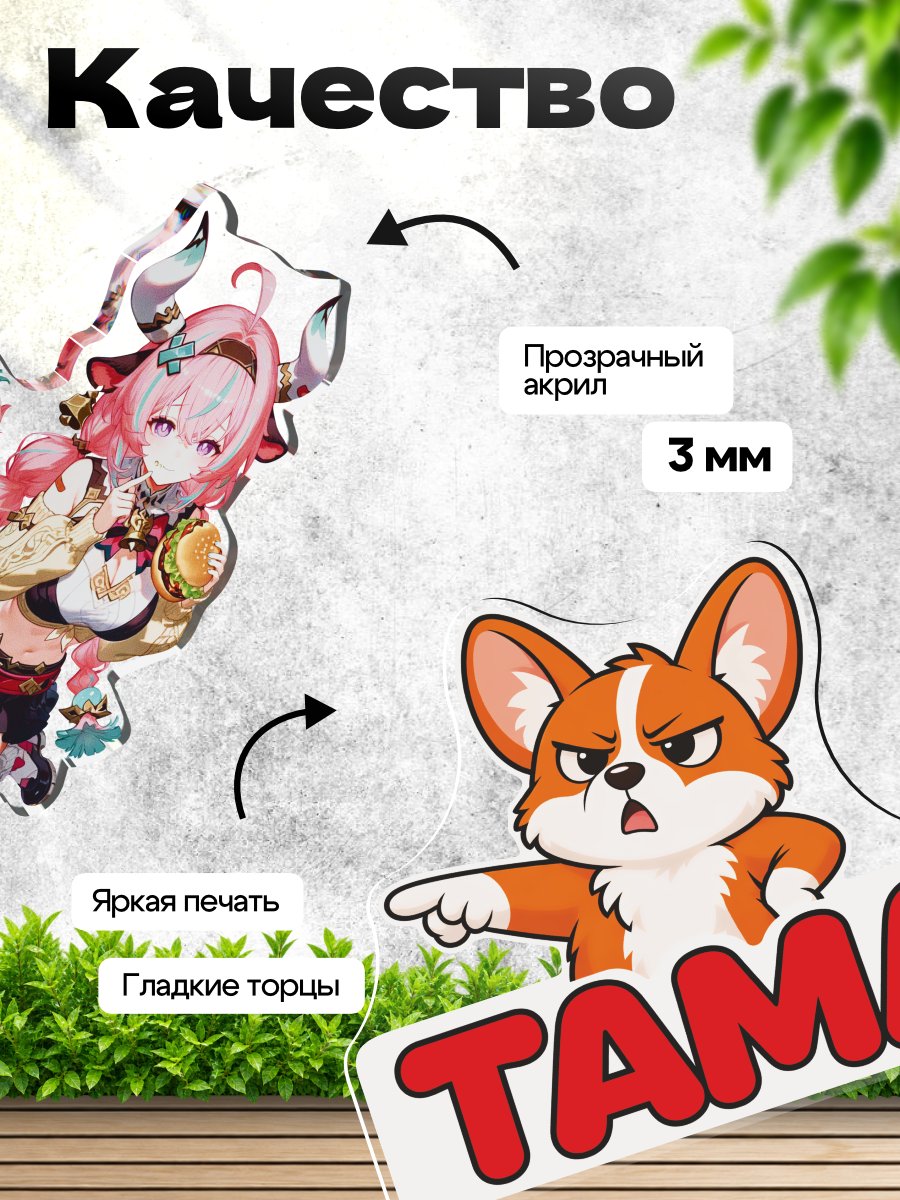 Качество
Прозрачный
акрил
3 мм
Яркая печать
Гладкие торцы
ТАМ